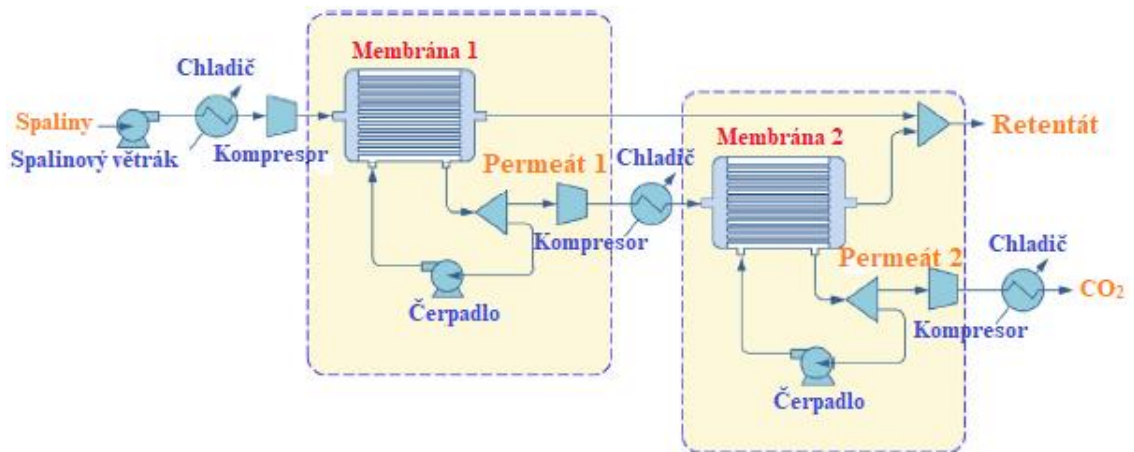 Membrána 1
Chladič
Spaliny
Spalinový větrák
Kompresor
Permeát 1
Chladič
Kompresor
Čerpadlo
Membrána 2
Retentát
Permeát 2
Chladič
Kompresor
CO₂
Čerpadlo